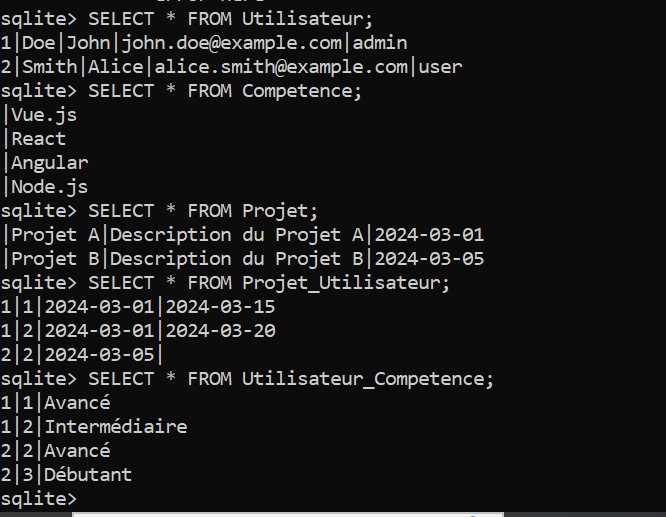 sqlite> SELECT * FROM Utilisateur;
1|Doe|John|john.doe@example.com|admin
2|Smith|Alice|alice.smith@example.com|user
sqlite> SELECT * FROM Competence;
|Vue.js
|React
|Angular
|Node.js
sqlite> SELECT * FROM Projet;
|Projet A|Description du Projet A|2024-03-01
|Projet B|Description du Projet B|2024-03-05
sqlite> SELECT * FROM Projet_Utilisateur;
1|1|2024-03-01|2024-03-15
1|2|2024-03-01|2024-03-20
2|2|2024-03-05|
sqlite> SELECT * FROM Utilisateur_Competence;
1|1|Avancé
1|2|Intermédiaire
2|2|Avancé
2|3|Débutant
sqlite>